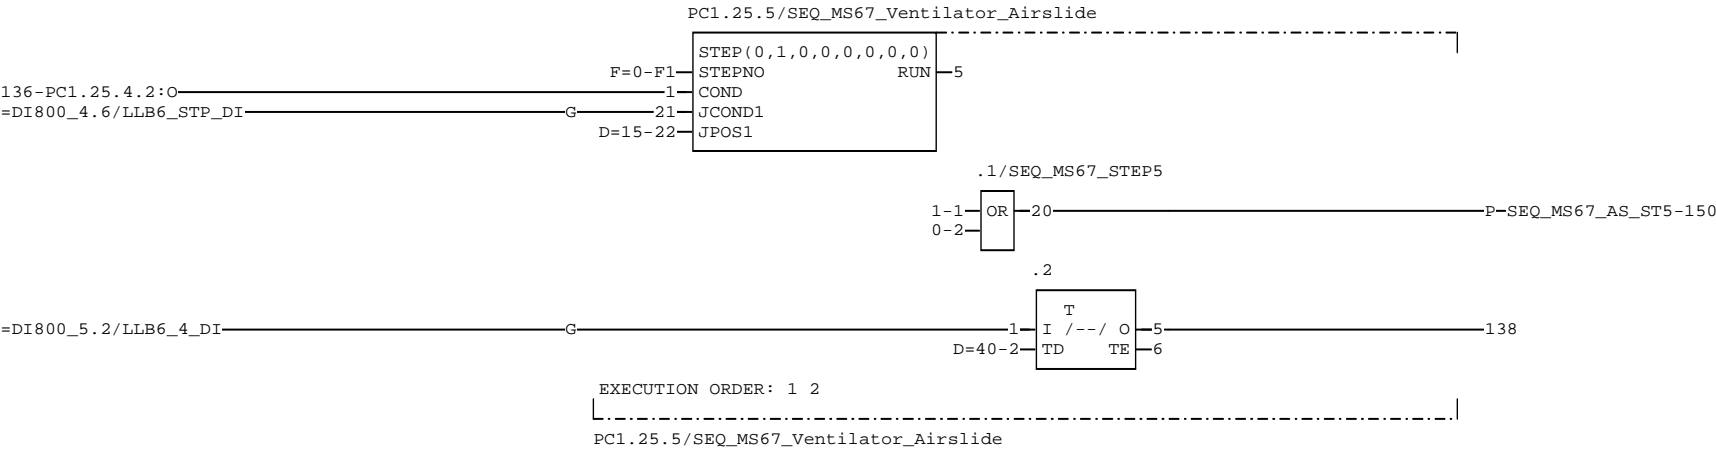 PC1.25.5/SEQ_MS67_Ventilator_Airslide
STEP(0,1,0,0,0,0,0,0)
F=0-F1 STEPNO RUN 5
136-PC1.25.4.2:O 1 COND
=DI800_4.6/LLB6_STP_DI G 21 JCOND1
D=15-22 JPOS1
.1/SEQ_MS67_STEP5
1-1 OR 20 P-SEQ_MS67_AS_ST5-150
0-2
.2
T
=DI800_5.2/LLB6_4_DI G 1 I /--/ O 5 138
D=40-2 TD TE 6
EXECUTION ORDER: 1 2
PC1.25.5/SEQ_MS67_Ventilator_Airslide